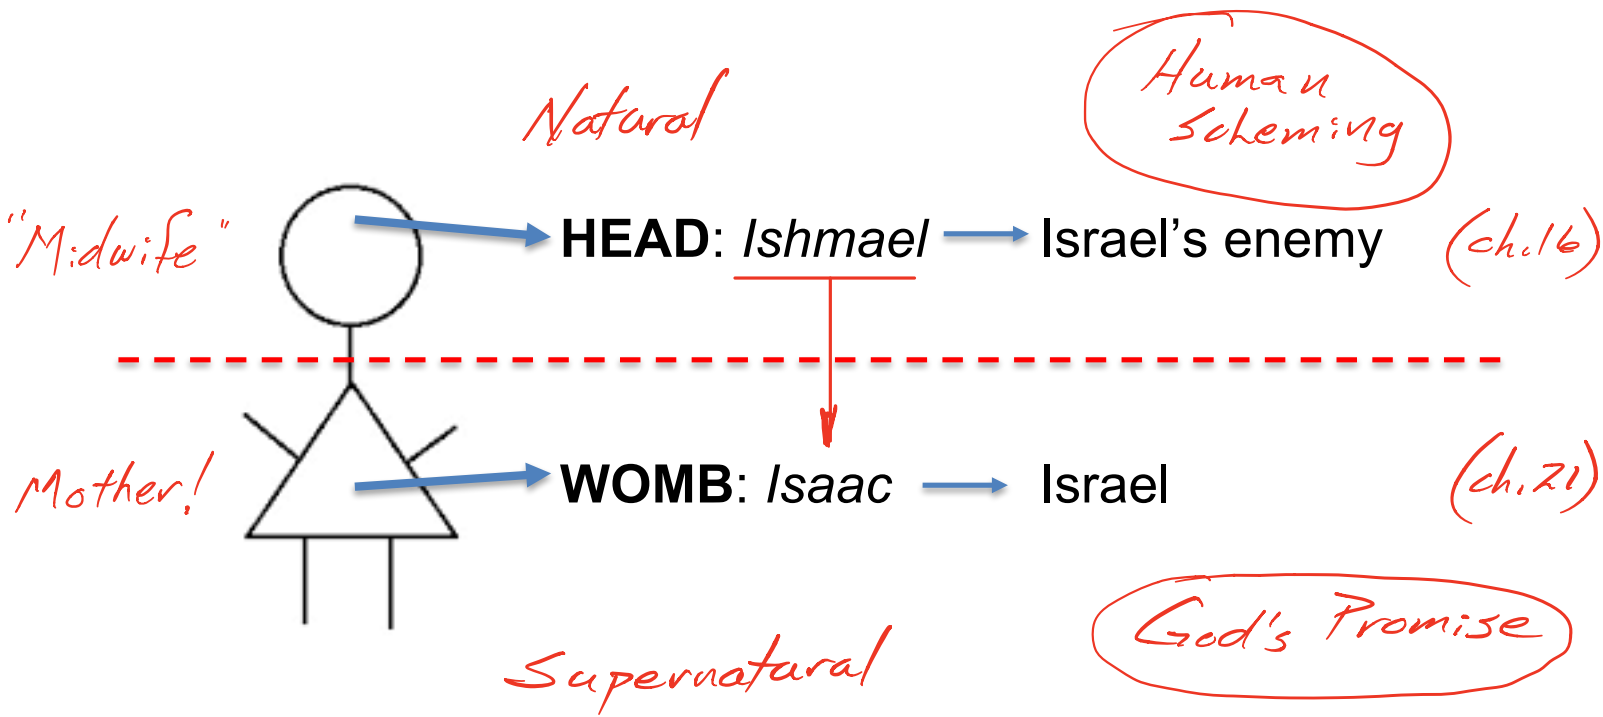 Natural
Human
Scheming
"Midwife"
HEAD: Ishmael Israel's enemy (ch.16)
Mother!
WOMB: Isaac Israel (ch.21)
God's Promise
Supernatural